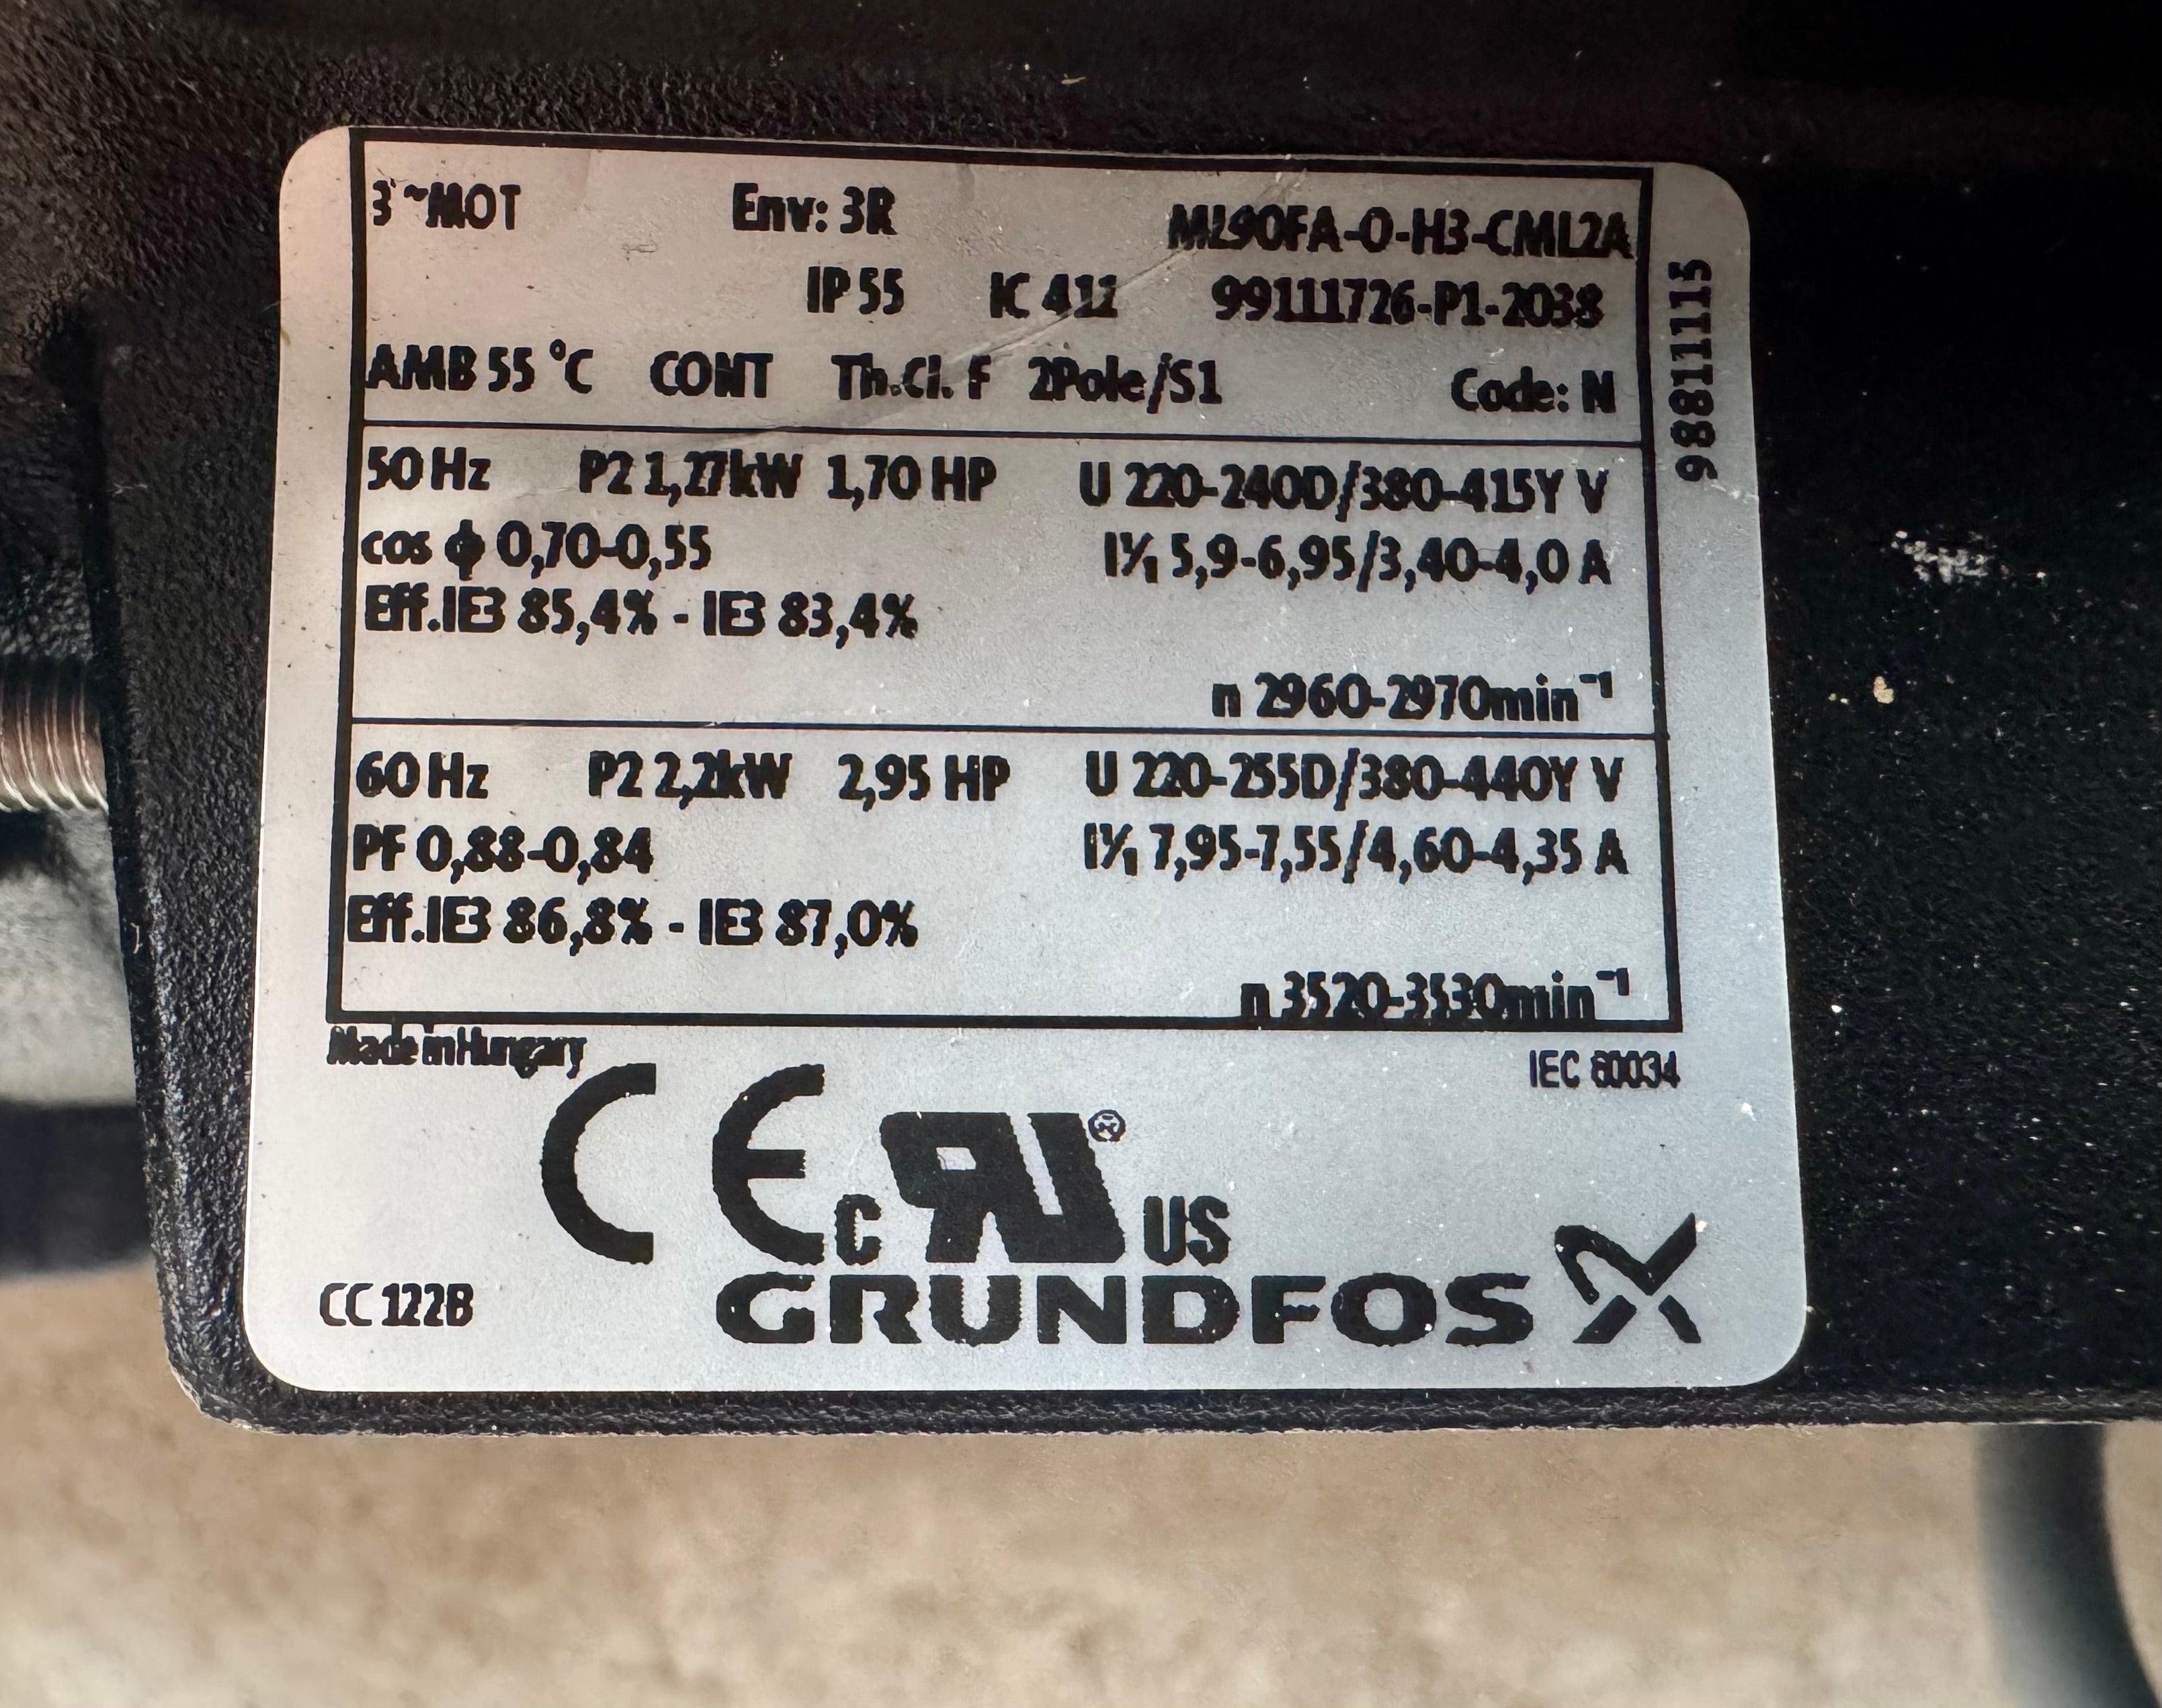 3~MOT Env: 3R ML90FA-O-H3-CML2A
IP 55 IC 411 99111726-P1-2038
AMB 55 °C CONT Th.Cl. F 2Pole/S1 Code: N
98811115
50 Hz P2 1,27kW 1,70 HP U 220-240D/380-415Y V
cos ϕ 0,70-0,55 I1/1 5,9-6,95/3,40-4,0 A
Eff.IE3 85,4% - IE3 83,4%
n 2960-2970min⁻¹
60 Hz P2 2,2kW 2,95 HP U 220-255D/380-440Y V
PF 0,88-0,84 I1/1 7,95-7,55/4,60-4,35 A
Eff.IE3 86,8% - IE3 87,0%
n 3520-3530min⁻¹
Made in Hungary IEC 60034
CE c RU ® US
CC 122B GRUNDFOS